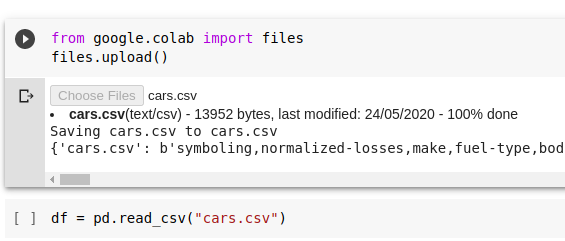 from google.colab import files
files.upload()
Choose Files cars.csv
• cars.csv(text/csv) - 13952 bytes, last modified: 24/05/2020 - 100% done
Saving cars.csv to cars.csv
{'cars.csv': b'symboling,normalized-losses,make,fuel-type,bod
[ ] df = pd.read_csv("cars.csv")